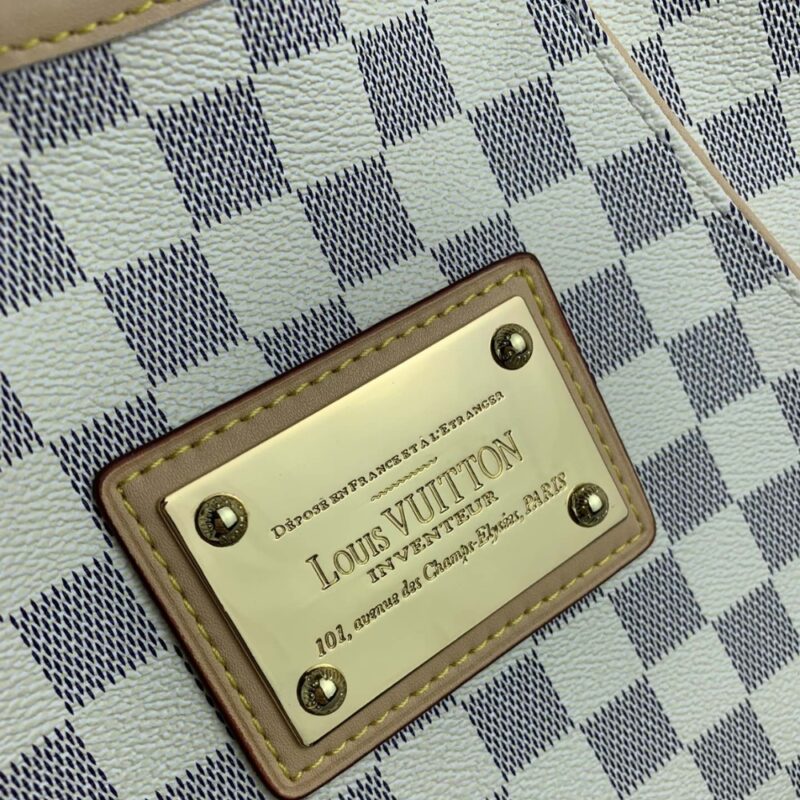 DÉPOSÉ EN FRANCE ET À L'ÉTRANGER
LOUIS VUITTON
INVENTEUR
101, avenue des Champs-Elysées, PARIS